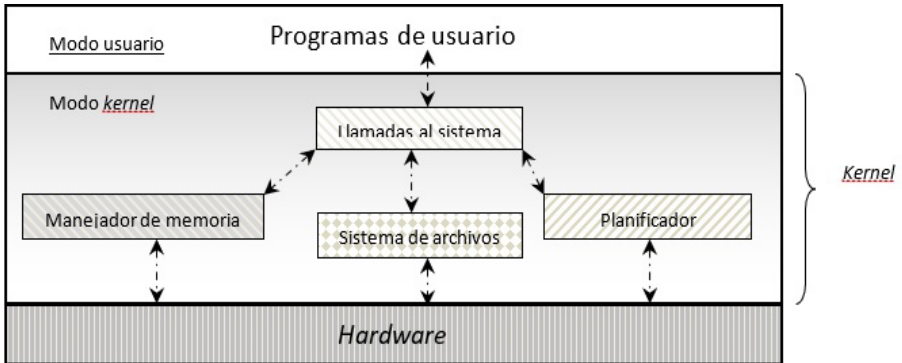 Modo usuario
Programas de usuario
Modo kernel
Llamadas al sistema
Kernel
Manejador de memoria
Sistema de archivos
Planificador
Hardware